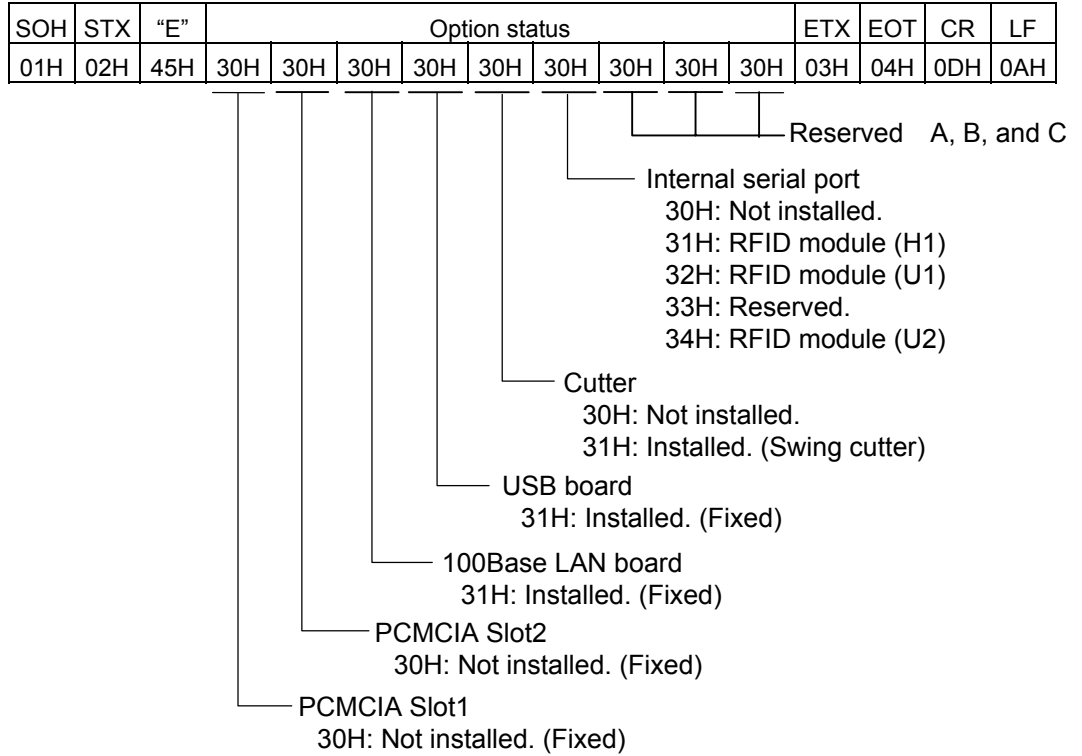 SOH STX “E” Option status ETX EOT CR LF
01H 02H 45H 30H 30H 30H 30H 30H 30H 30H 30H 30H 03H 04H 0DH 0AH
Reserved A, B, and C
Internal serial port
30H: Not installed.
31H: RFID module (H1)
32H: RFID module (U1)
33H: Reserved.
34H: RFID module (U2)
Cutter
30H: Not installed.
31H: Installed. (Swing cutter)
USB board
31H: Installed. (Fixed)
100Base LAN board
31H: Installed. (Fixed)
PCMCIA Slot2
30H: Not installed. (Fixed)
PCMCIA Slot1
30H: Not installed. (Fixed)